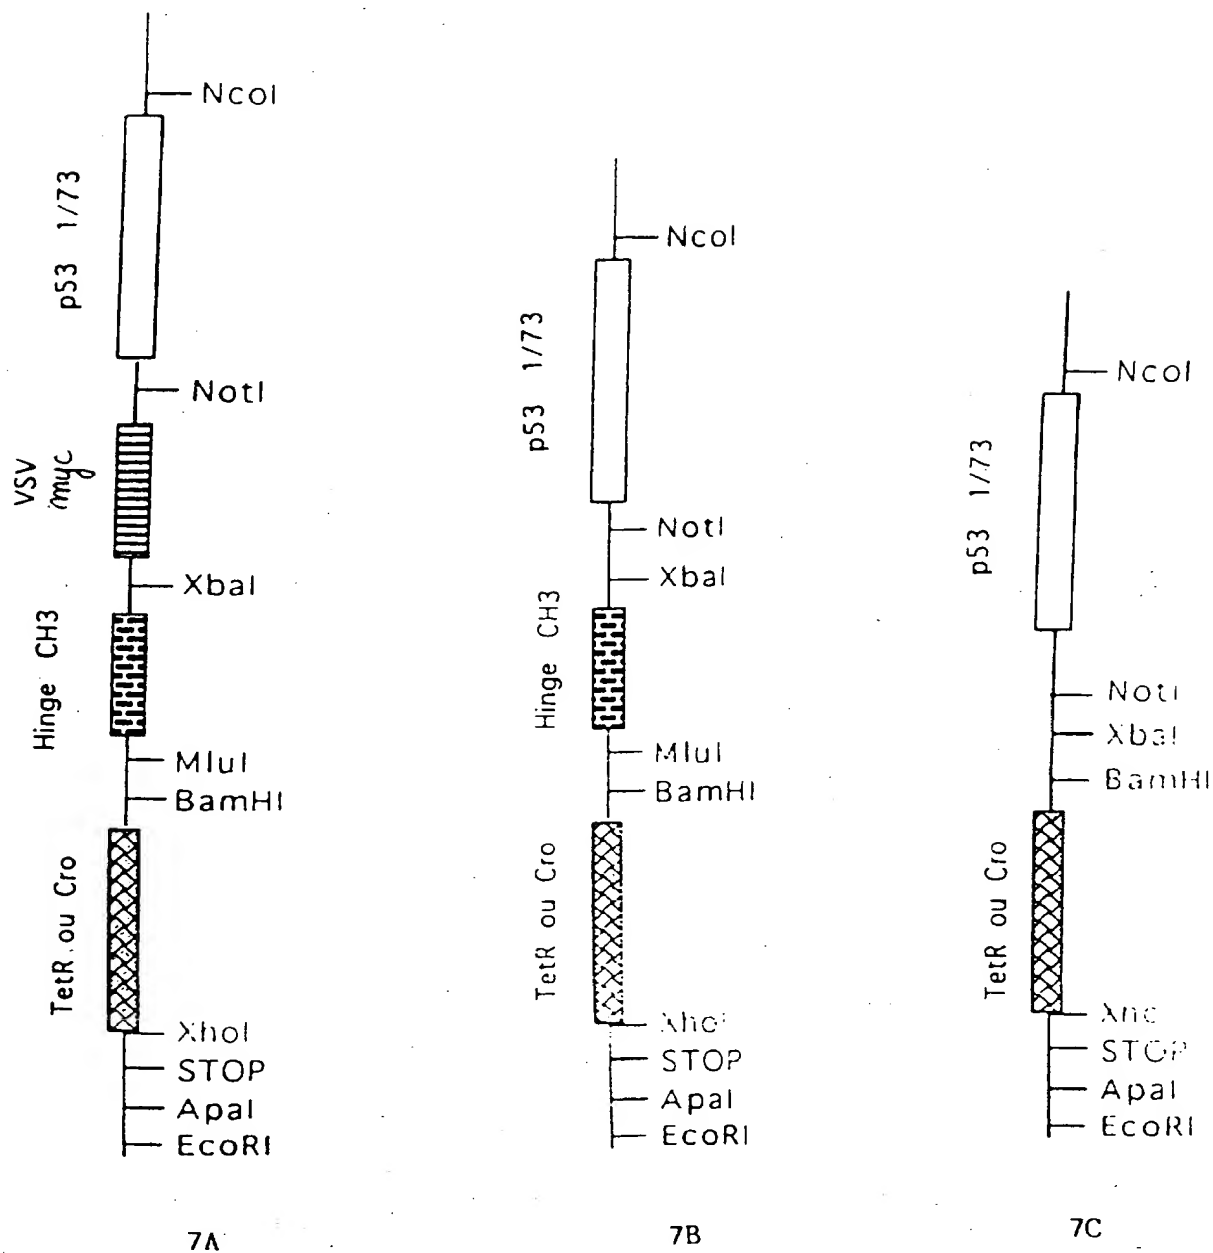 NcoI
p53 1/73
NotI
VSV
myc
XbaI
Hinge CH3
MluI
BamHI
TetR ou Cro
XhoI
STOP
ApaI
EcoRI
7A
NcoI
p53 1/73
NotI
XbaI
Hinge CH3
MluI
BamHI
TetR ou Cro
XhoI
STOP
ApaI
EcoRI
7B
NcoI
p53 1/73
NotI
XbaI
BamHI
TetR ou Cro
STOP
ApaI
EcoRI
7C